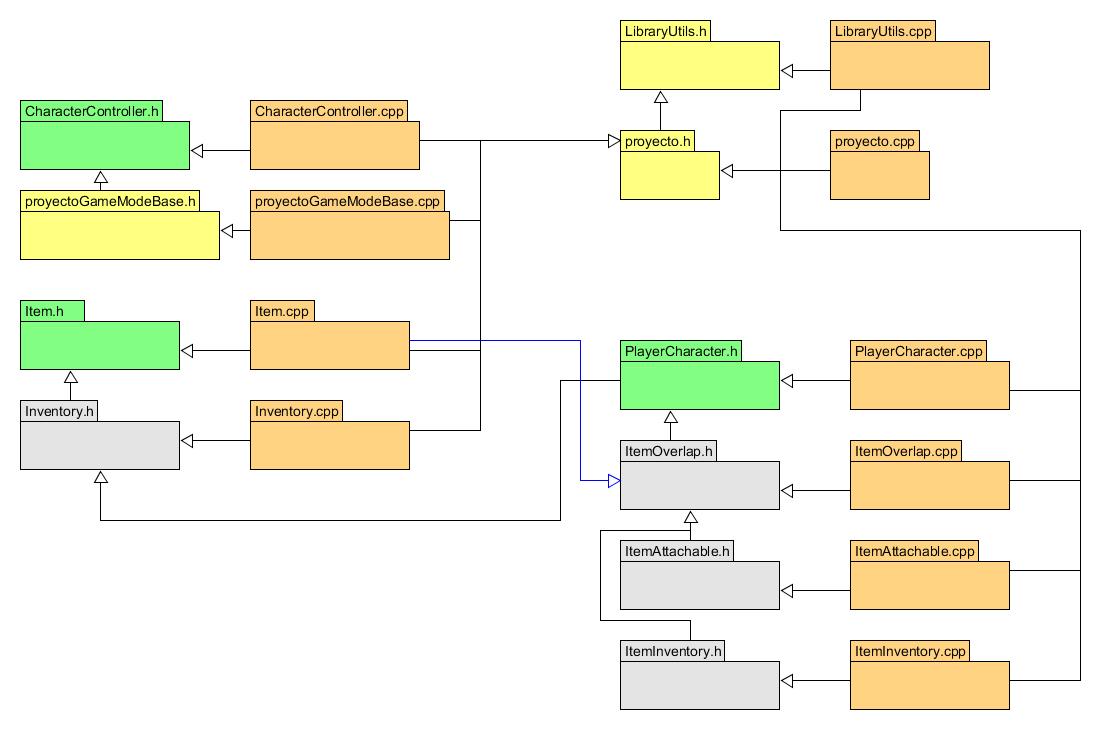 LibraryUtils.h
LibraryUtils.cpp
CharacterController.h
CharacterController.cpp
proyecto.h
proyecto.cpp
proyectoGameModeBase.h
proyectoGameModeBase.cpp
Item.h
Item.cpp
PlayerCharacter.h
PlayerCharacter.cpp
Inventory.h
Inventory.cpp
ItemOverlap.h
ItemOverlap.cpp
ItemAttachable.h
ItemAttachable.cpp
ItemInventory.h
ItemInventory.cpp